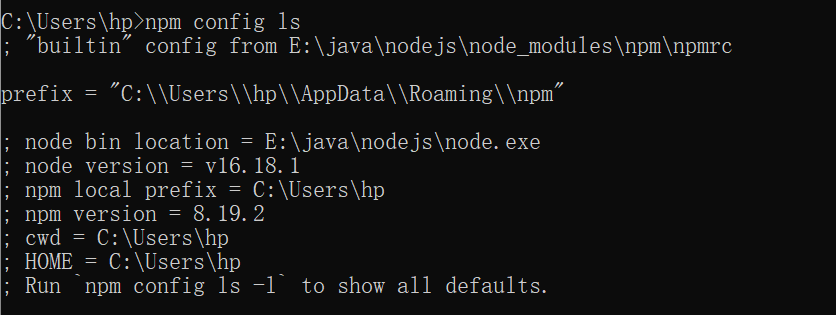 C:\Users\hp>npm config ls
; "builtin" config from E:\java\nodejs\node_modules\npm\npmrc
prefix = "C:\\Users\\hp\\AppData\\Roaming\\npm"
; node bin location = E:\java\nodejs\node.exe
; node version = v16.18.1
; npm local prefix = C:\Users\hp
; npm version = 8.19.2
; cwd = C:\Users\hp
; HOME = C:\Users\hp
; Run `npm config ls -l` to show all defaults.